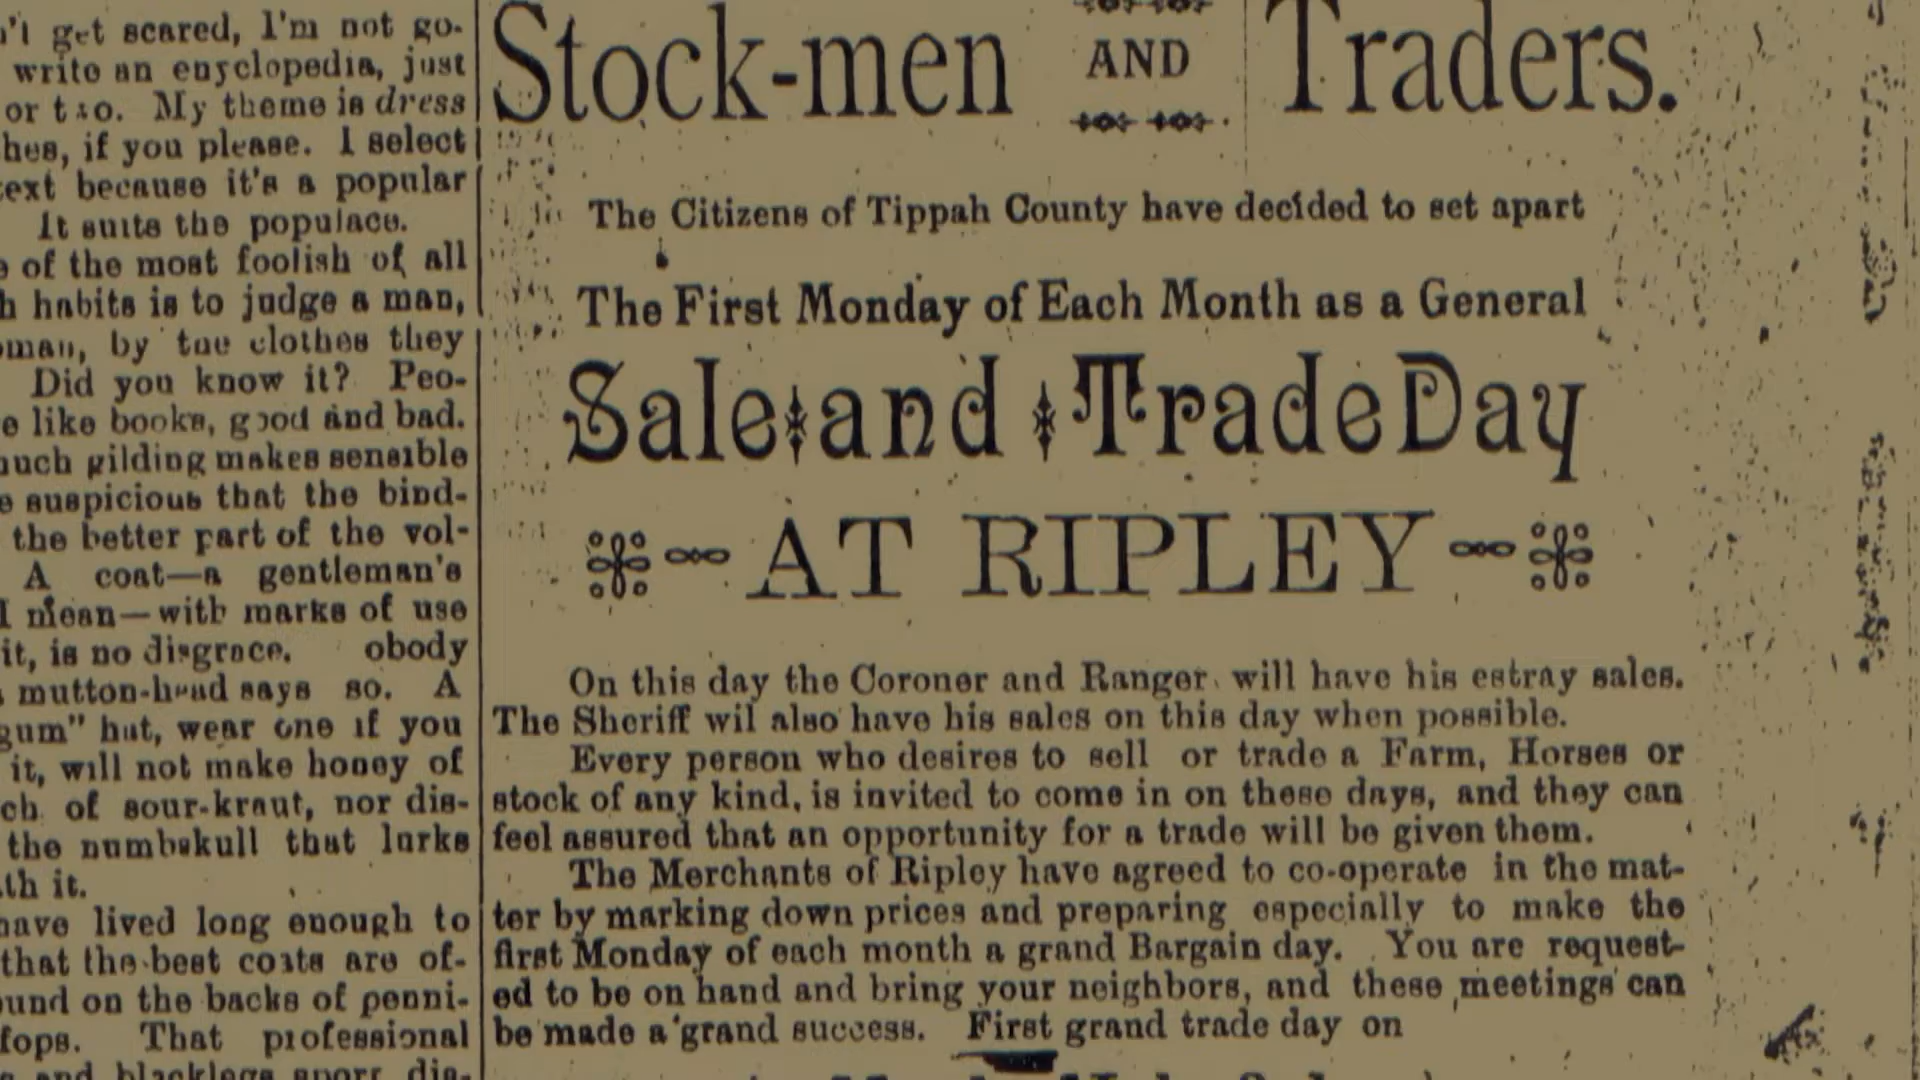 get scared, I'm not go-
write an enyclopedia, just
or t o. My theme is dress
hes, if you please. I select
ext because it's a popular
It suits the populace.
of the most foolish of all
h habits is to judge a man,
man, by tue clothes they
Did you know it? Peo-
e like books, good and bad.
uch gilding makes sensible
e suspicious that the bind-
the better part of the vol-
A coat—a gentleman's
I mean—with marks of use
it, is no disgrace. obody
mutton-head says so. A
gum" hat, wear one if you
it, will not make honey of
ch of sour-kraut, nor dis-
the numbskull that lurks
th it.
have lived long enough to
that the best coats are of-
ound on the backs of penni-
fops. That professional
and blacklegs sport dis-
Stock-men AND Traders.
The Citizens of Tippah County have decided to set apart
The First Monday of Each Month as a General
Sale and Trade Day
AT RIPLEY
On this day the Coroner and Ranger will have his estray sales.
The Sheriff wil also have his sales on this day when possible.
Every person who desires to sell or trade a Farm, Horses or
stock of any kind, is invited to come in on these days, and they can
feel assured that an opportunity for a trade will be given them.
The Merchants of Ripley have agreed to co-operate in the mat-
ter by marking down prices and preparing especially to make the
first Monday of each month a grand Bargain day. You are request-
ed to be on hand and bring your neighbors, and these meetings can
be made a grand success. First grand trade day on